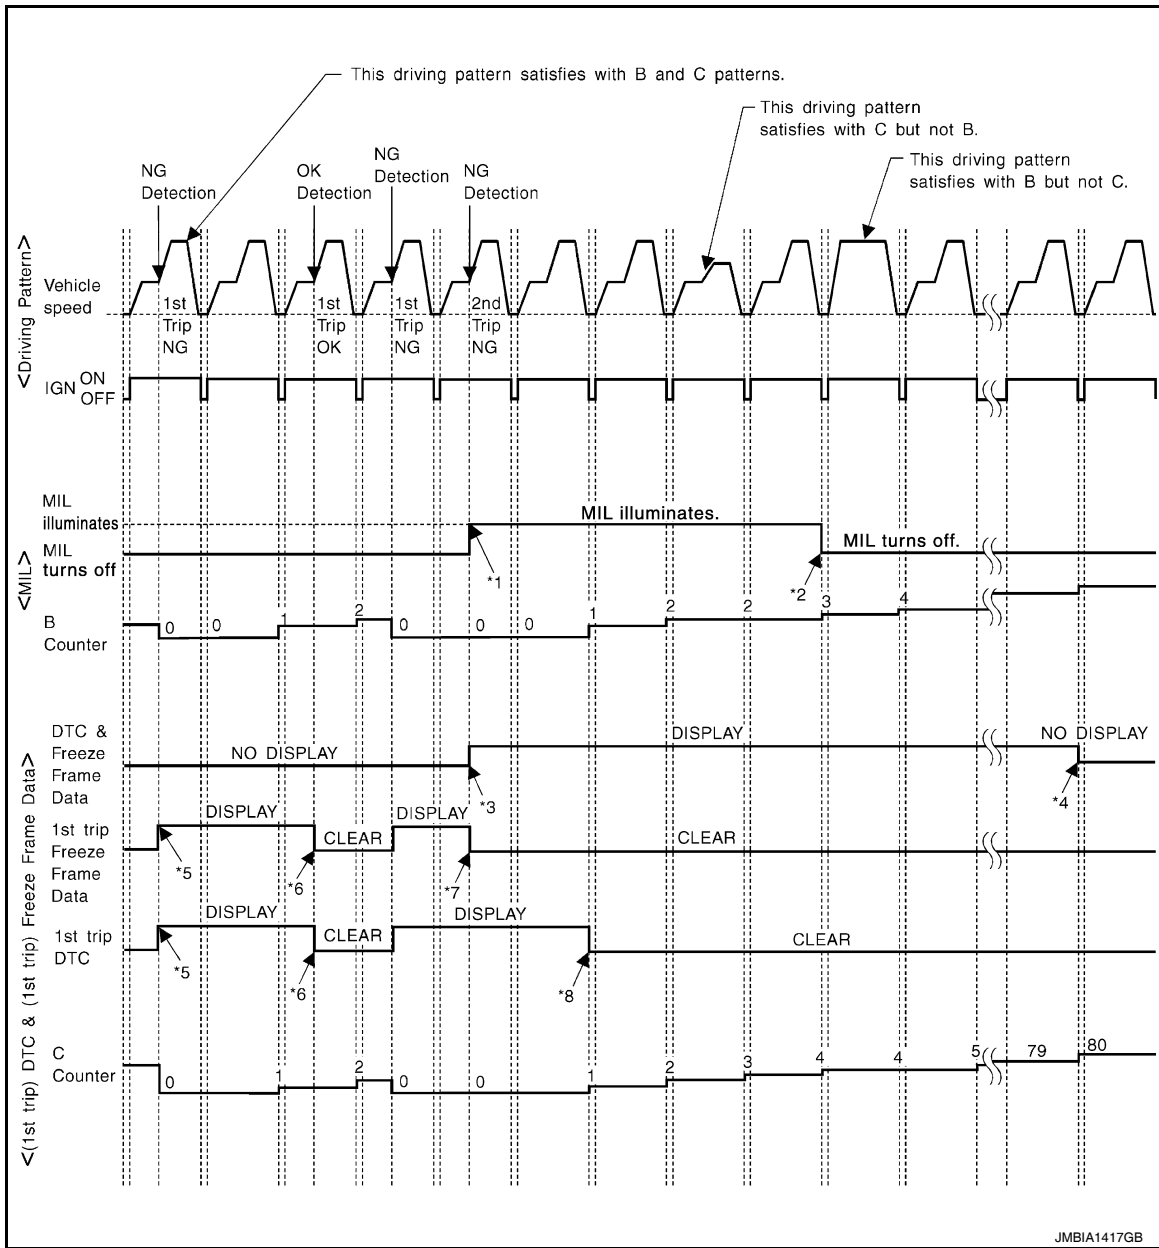 This driving pattern satisfies with B and C patterns.
This driving pattern
satisfies with C but not B.
This driving pattern
satisfies with B but not C.
NG
Detection
OK
Detection
NG
Detection
NG
Detection
<Driving Pattern>
Vehicle
speed
1st
Trip
NG
1st
Trip
OK
1st
Trip
NG
2nd
Trip
NG
IGN ON
OFF
<MIL>
MIL
illuminates
MIL illuminates.
MIL
turns off
MIL turns off.
*1
*2
B
Counter
0 0 1 2 0 0 0 1 2 2 3 4
<(1st trip) DTC & (1st trip) Freeze Frame Data>
DTC &
Freeze
Frame
Data
NO DISPLAY
DISPLAY
NO DISPLAY
*3
*4
1st trip
Freeze
Frame
Data
DISPLAY
CLEAR
DISPLAY
CLEAR
*5
*6
*7
1st trip
DTC
DISPLAY
CLEAR
DISPLAY
CLEAR
*5
*6
*8
C
Counter
0 1 2 0 0 1 2 3 4 4 5 79 80
JMBIA1417GB